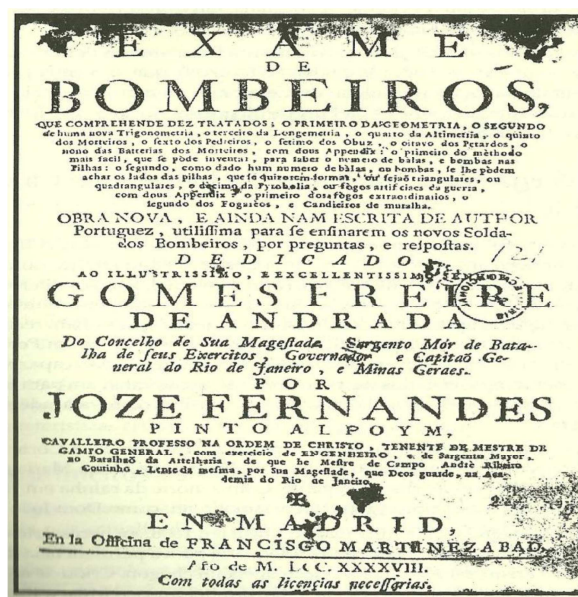 EXAME
DE
BOMBEIROS,
QUE COMPREHENDE DEZ TRATADOS; O PRIMEIRO DA GEOMETRIA, O SEGUNDO
de huma nova Trigonometria, o terceiro da Longemetria, o quarto da Altimetria, o quinto
dos Morteiros, o sexto dos Pedreiros, o setimo dos Obuz, o oitavo dos Petardos, o
nono das Batterias dos Morteiros, com dous Appendix: o primeiro do mèthodo
mais facil, que se póde inventar, para saber o numero de balas, e bombas nas
Pilhas: o segundo, como dado hum numero de bálas, ou bombas, se lhe pódem
achar os lados das pilhas, que se quizerem formar, ou sejaõ triangulares, ou
quadrangulares, o decimo da Pyrobolia, ou fogos artificiaes da guerra,
com dous Appendix o primeiro dos fogos extraordinaios, o
segundo dos Fogareos, e Candieiros de muralha.
OBRA NOVA, E AINDA NAM ESCRITA DE AUTHOR
Portuguez, utilissima para se ensinarem os novos Solda-
dos Bombeiros, por preguntas, e respostas.
DEDICADO
121
AO ILLUSTRISSIMO, E EXCELLENTISSIMO
GOMES FREIRE
DE ANDRADA
Do Concelho de Sua Magestade, Sargento Mór de Bata-
lha de seus Exercitos, Governador e Capitaõ Ge-
neral do Rio de Janeiro, e Minas Geraes.
POR
JOZE FERNANDES
PINTO ALPOYM,
CAVALLEIRO PROFESSO NA ORDEM DE CHRISTO, TENENTE DE MESTRE DE
CAMPO GENERAL, com exercicio de ENGENHEIRO, e de Sargento Mayor
no Batalhaõ da Artelharia, de que he Mestre de Campo Andrè Ribeiro
Coutinho, Lente da mesma, por Sua Magestade, que Deos guarde, na Aca-
demia do Rio de Janeiro.
EN MADRID,
En la Officina de FRANCISCO MARTINEZ ABAD,
Año de M. DCC. XXXXVIII.
Com todas as licencias necessarias.